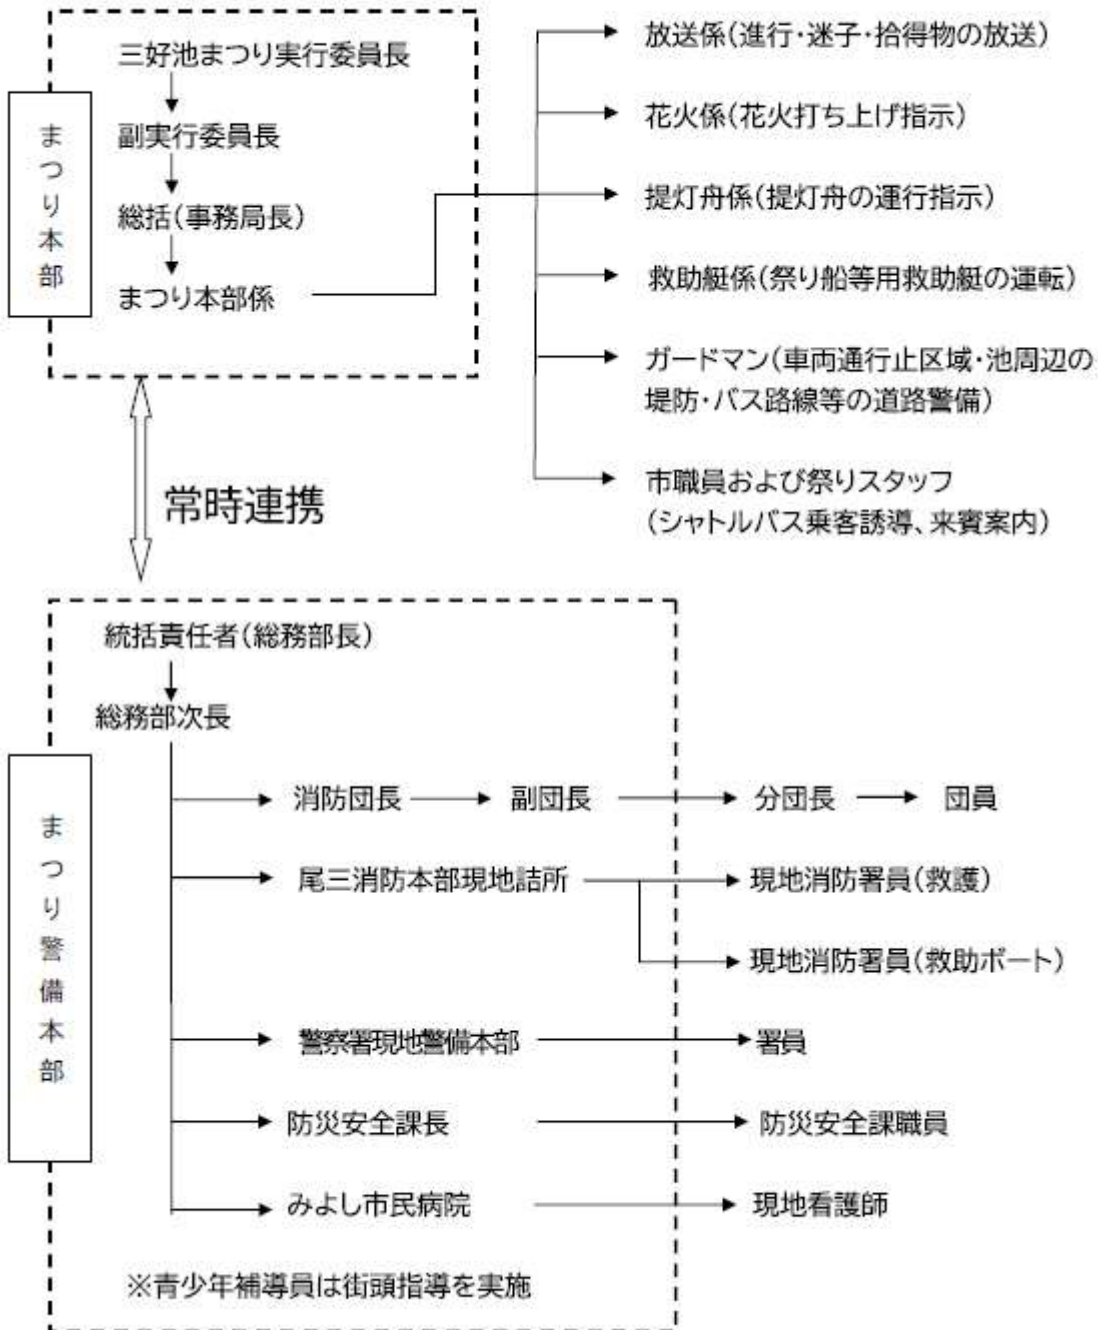 まつり本部
三好池まつり実行委員長
副実行委員長
総括(事務局長)
まつり本部係
放送係(進行・迷子・拾得物の放送)
花火係(花火打ち上げ指示)
提灯舟係(提灯舟の運行指示)
救助艇係(祭り船等用救助艇の運転)
ガードマン(車両通行止区域・池周辺の
堤防・バス路線等の道路警備)
市職員および祭りスタッフ
(シャトルバス乗客誘導、来賓案内)
常時連携
まつり警備本部
統括責任者(総務部長)
総務部次長
消防団長 副団長 分団長 団員
尾三消防本部現地詰所 現地消防署員(救護)
現地消防署員(救助ボート)
警察署現地警備本部 署員
防災安全課長 防災安全課職員
みよし市民病院 現地看護師
※青少年補導員は街頭指導を実施